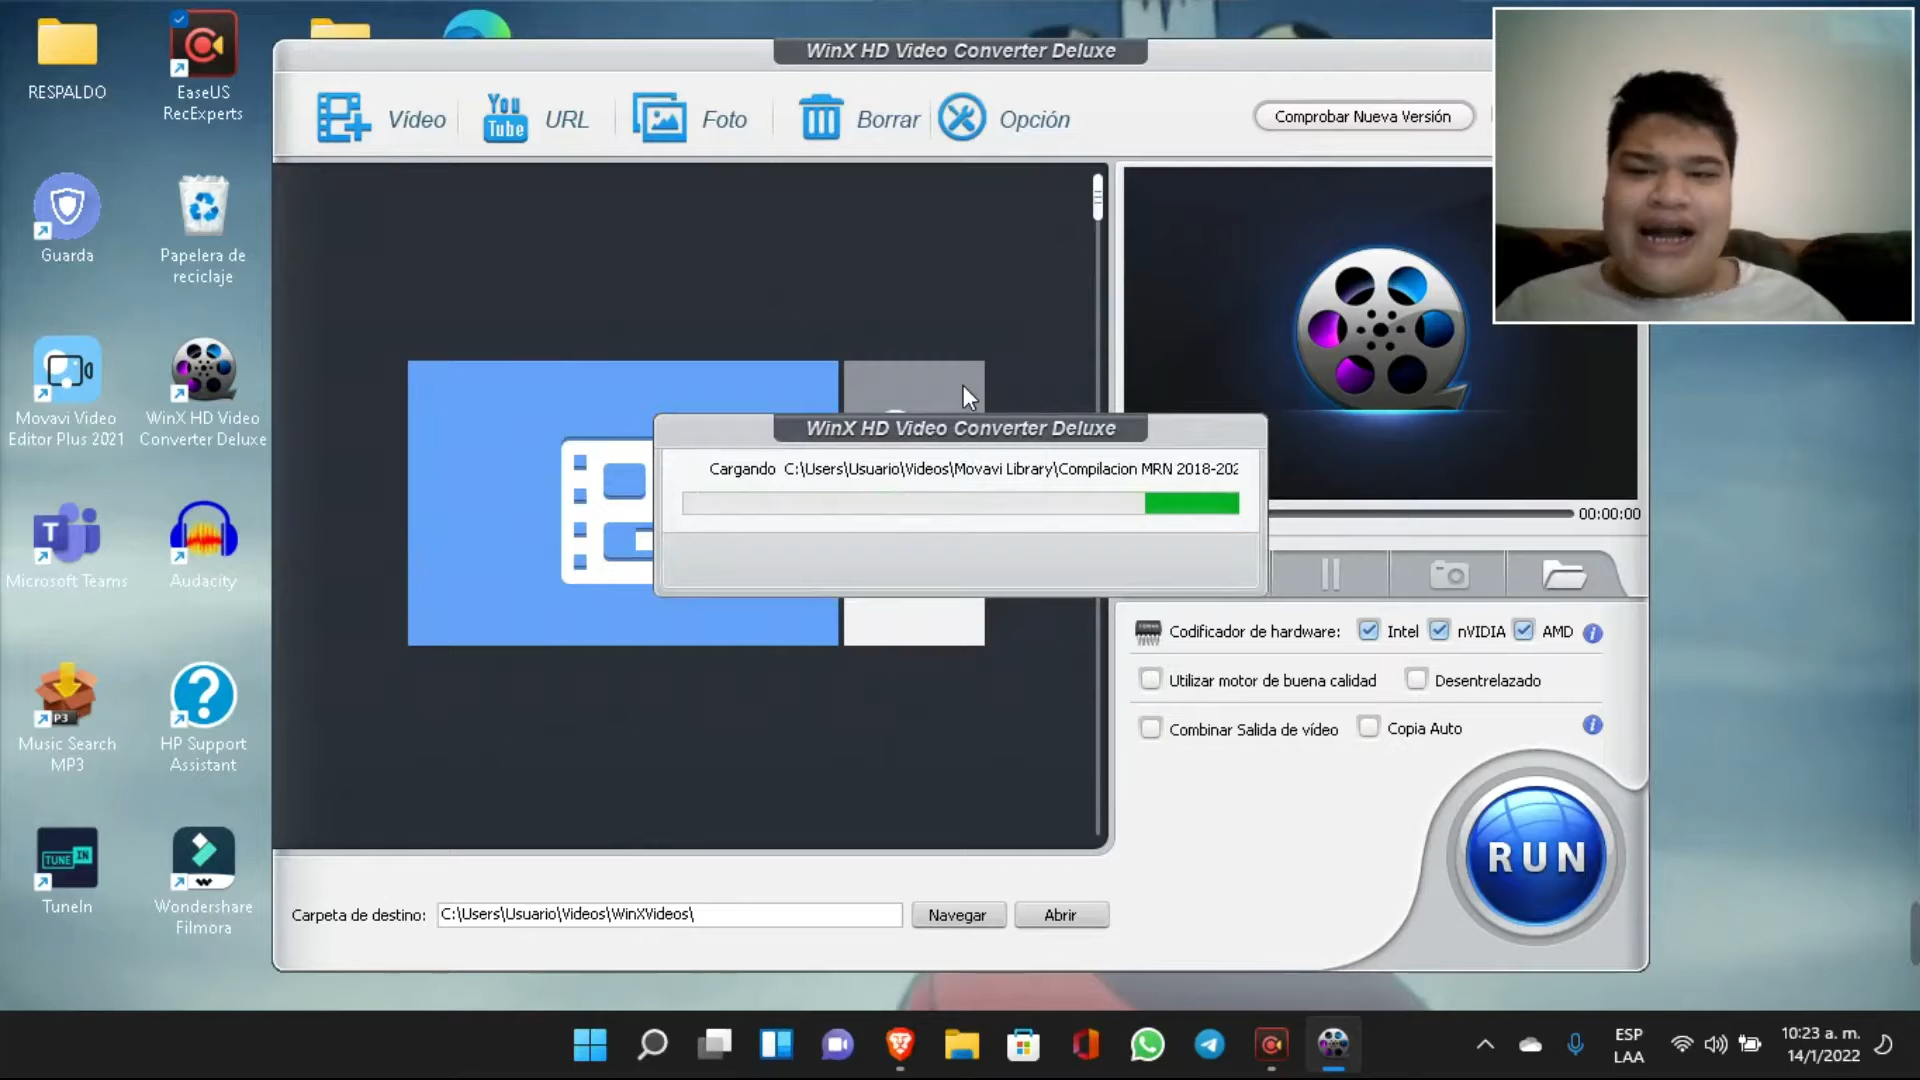 RESPALDO
EaseUS
RecExperts
Guarda
Papelera de
reciclaje
Movavi Video
Editor Plus 2021
WinX HD Video
Converter Deluxe
Microsoft Teams
Audacity
P3
Music Search
MP3
HP Support
Assistant
TUNE IN
TuneIn
Wondershare
Filmora
WinX HD Video Converter Deluxe
Vídeo
You
Tube
URL
Foto
Borrar
Opción
Comprobar Nueva Versión
WinX HD Video Converter Deluxe
Cargando C:\Users\Usuario\Videos\Movavi Library\Compilacion MRN 2018-202
00:00:00
Codificador de hardware: Intel nVIDIA AMD
Utilizar motor de buena calidad Desentrelazado
Combinar Salida de vídeo Copia Auto
RUN
Carpeta de destino: C:\Users\Usuario\Videos\WinXVideos\ Navegar Abrir
ESP
LAA
10:23 a. m.
14/1/2022